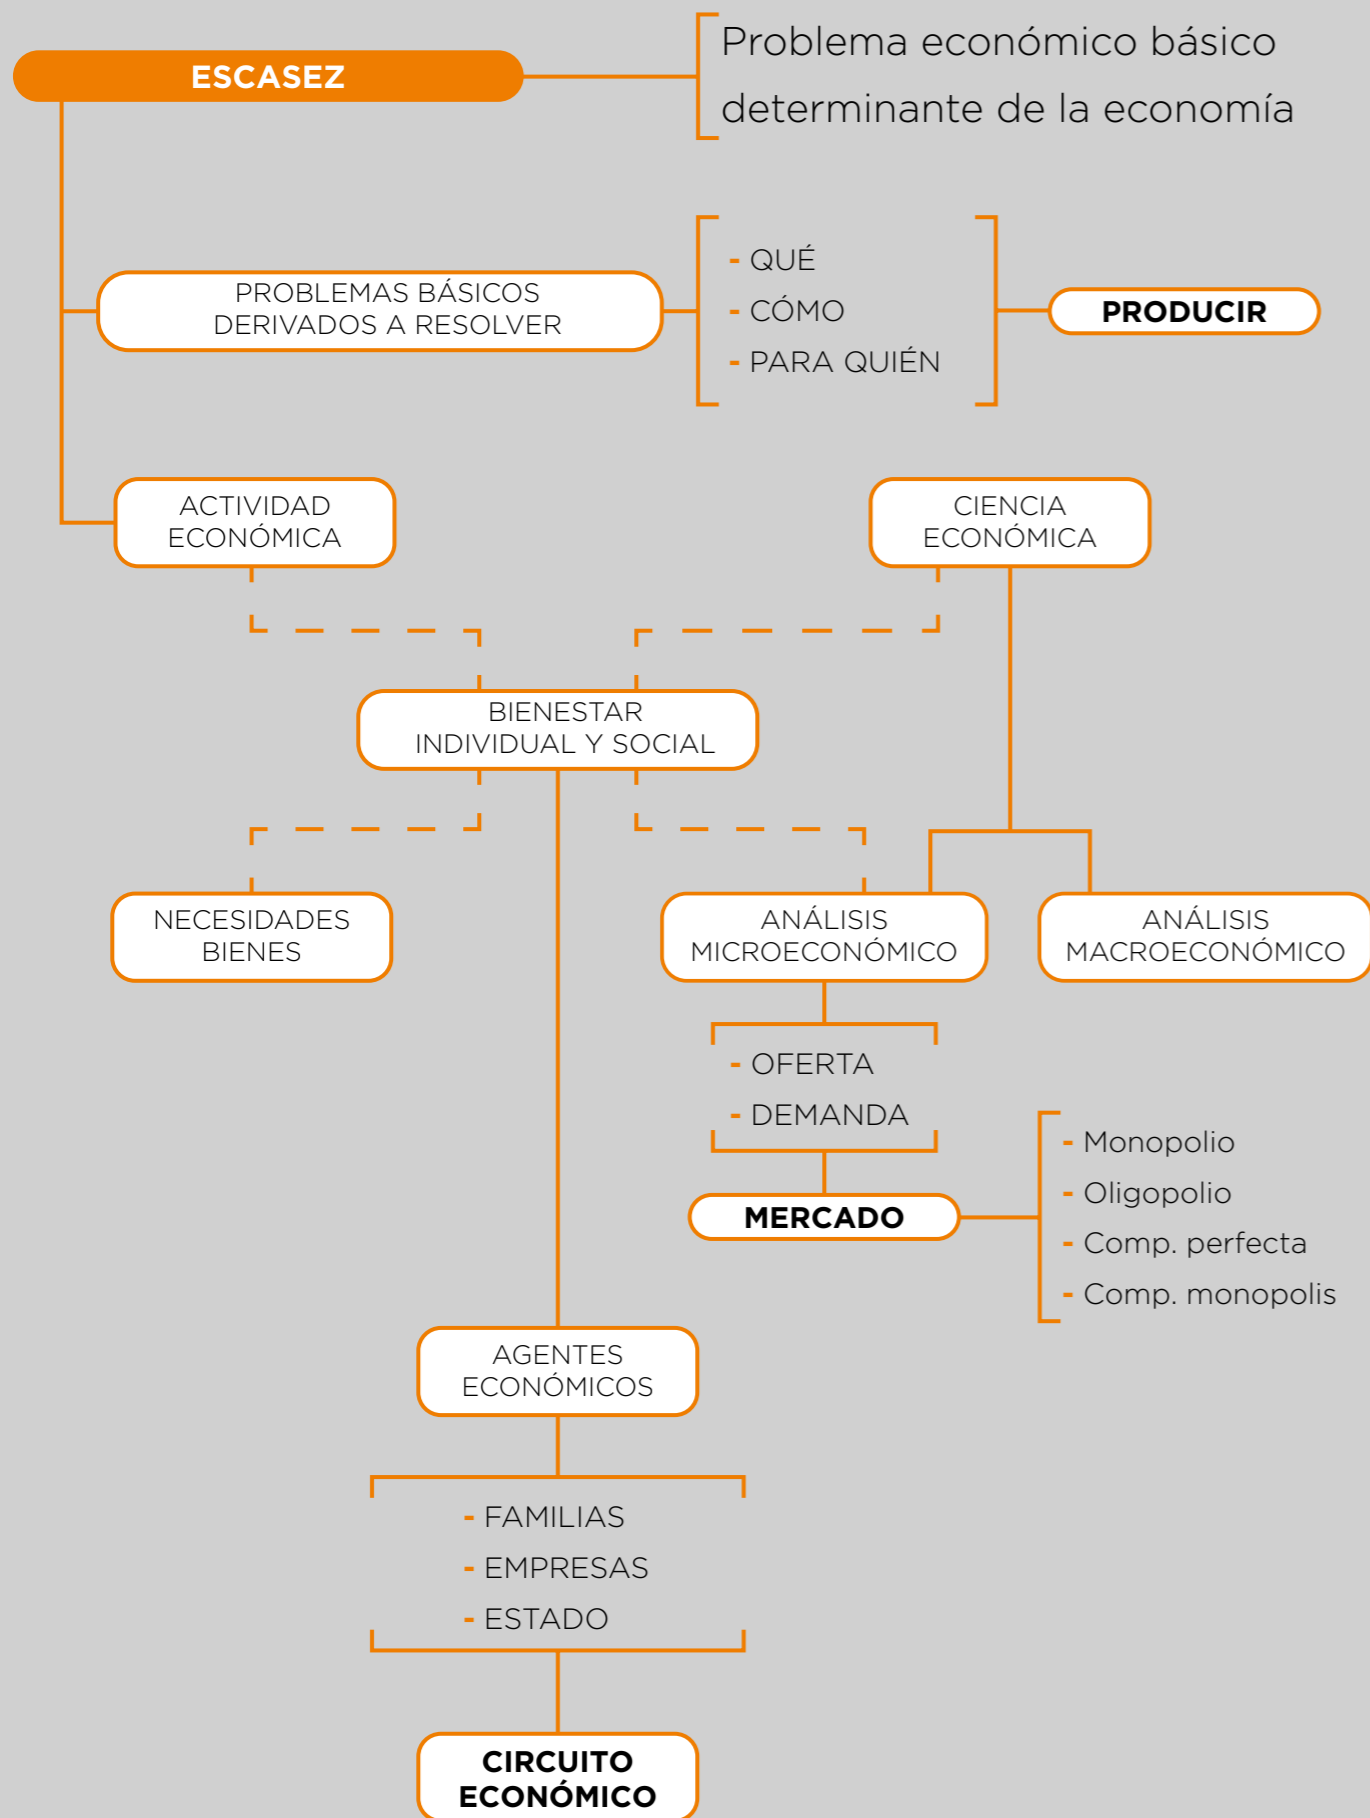 ESCASEZ
Problema económico básico
determinante de la economía
PROBLEMAS BÁSICOS
DERIVADOS A RESOLVER
- QUÉ
- CÓMO
- PARA QUIÉN
PRODUCIR
ACTIVIDAD
ECONÓMICA
CIENCIA
ECONÓMICA
BIENESTAR
INDIVIDUAL Y SOCIAL
NECESIDADES
BIENES
ANÁLISIS
MICROECONÓMICO
ANÁLISIS
MACROECONÓMICO
- OFERTA
- DEMANDA
MERCADO
- Monopolio
- Oligopolio
- Comp. perfecta
- Comp. monopolis
AGENTES
ECONÓMICOS
- FAMILIAS
- EMPRESAS
- ESTADO
CIRCUITO
ECONÓMICO